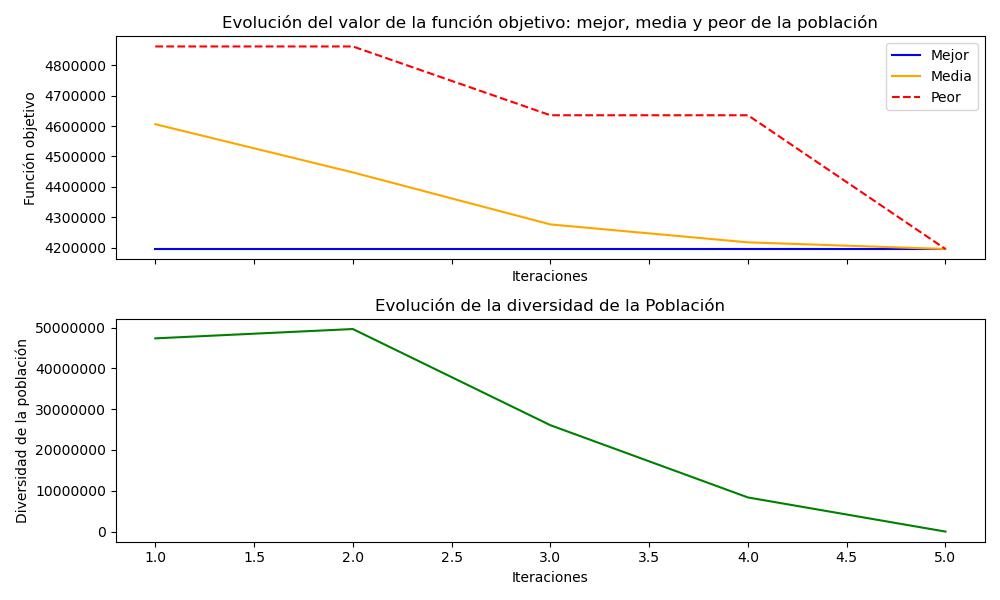 Evolución del valor de la función objetivo: mejor, media y peor de la población
Función objetivo
4800000
4700000
4600000
4500000
4400000
4300000
4200000
Mejor
Media
Peor
Iteraciones
Evolución de la diversidad de la Población
Diversidad de la población
50000000
40000000
30000000
20000000
10000000
0
1.0 1.5 2.0 2.5 3.0 3.5 4.0 4.5 5.0
Iteraciones